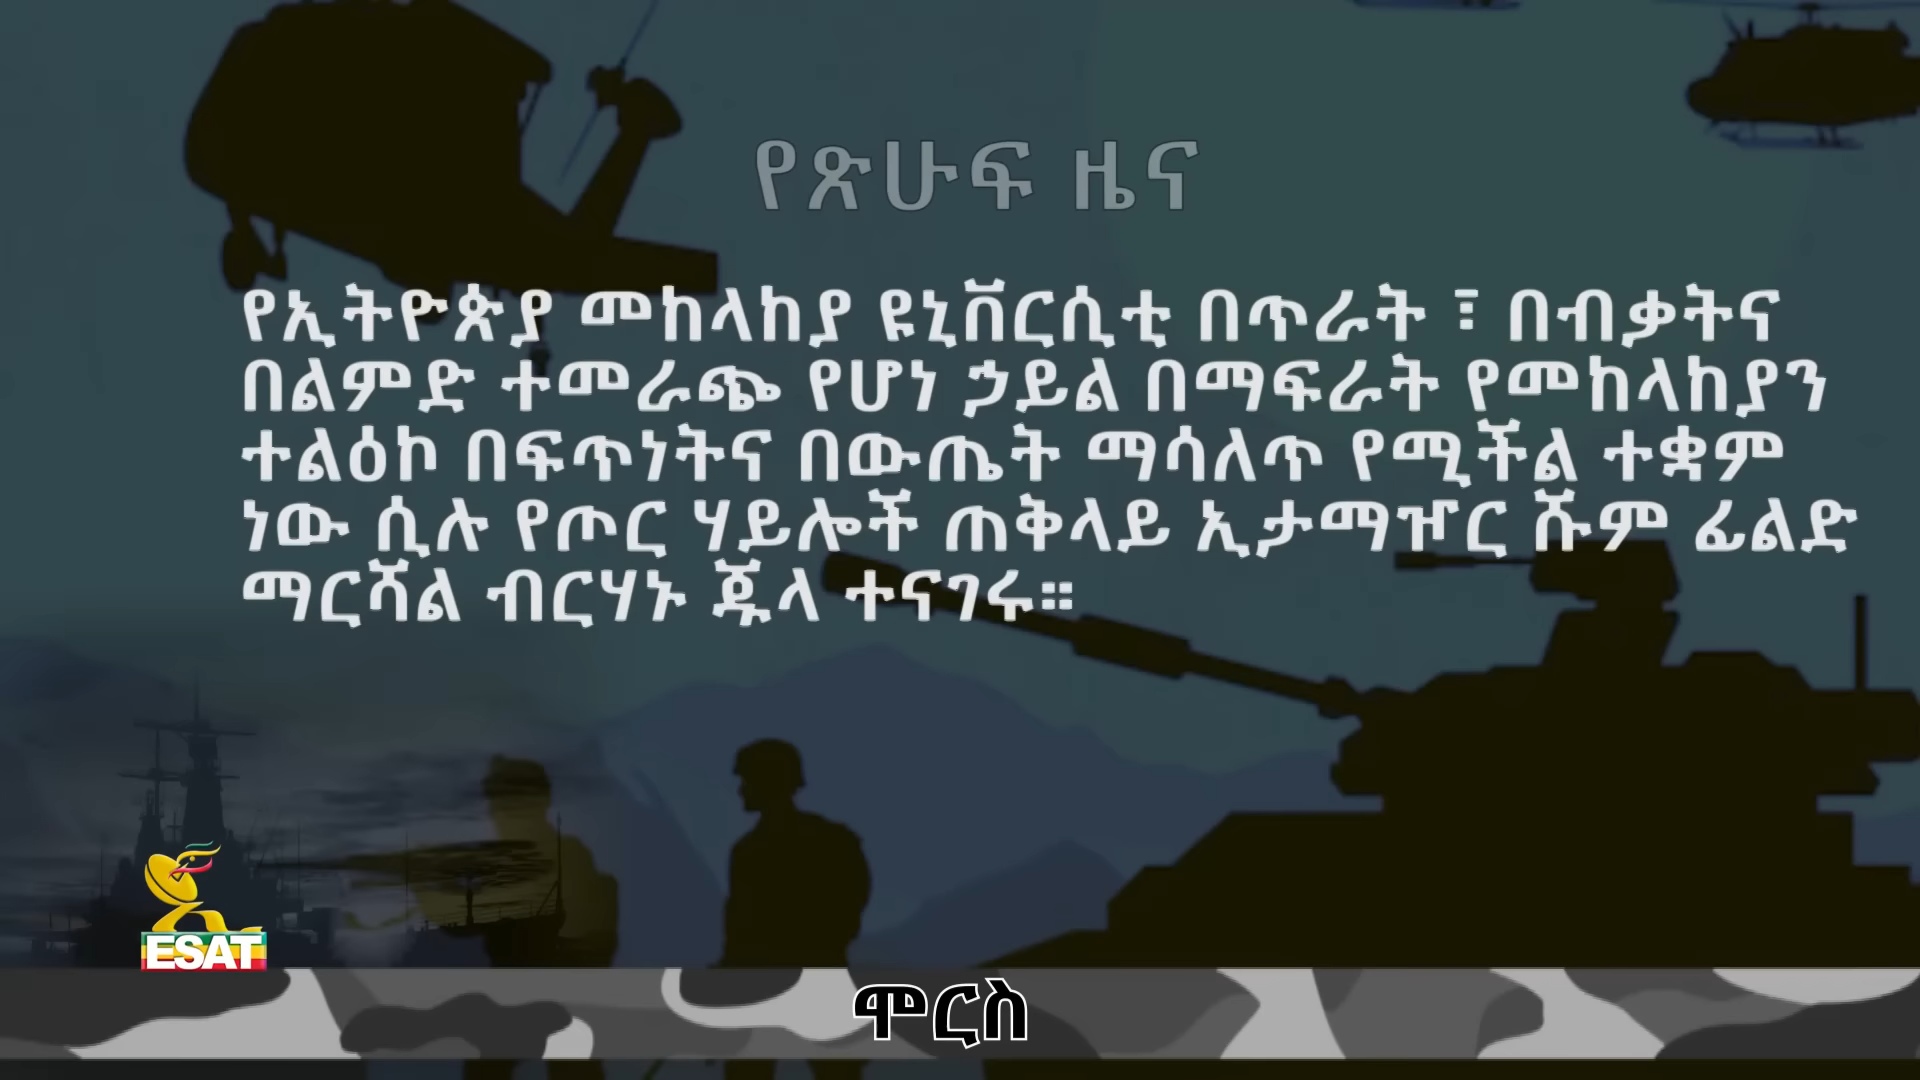 የጽሁፍ ዜና
የኢትዮጵያ መከላከያ ዩኒቨርሲቲ በጥራት ፣ በብቃትና
በልምድ ተመራጭ የሆነ ኃይል በማፍራት የመከላከያን
ተልዕኮ በፍጥነትና በውጤት ማሳለጥ የሚችል ተቋም
ነው ሲሉ የጦር ሃይሎች ጠቅላይ ኢታማዦር ሹም ፊልድ
ማርሻል ብርሃኑ ጁላ ተናገሩ።
ESAT
ሞርስ